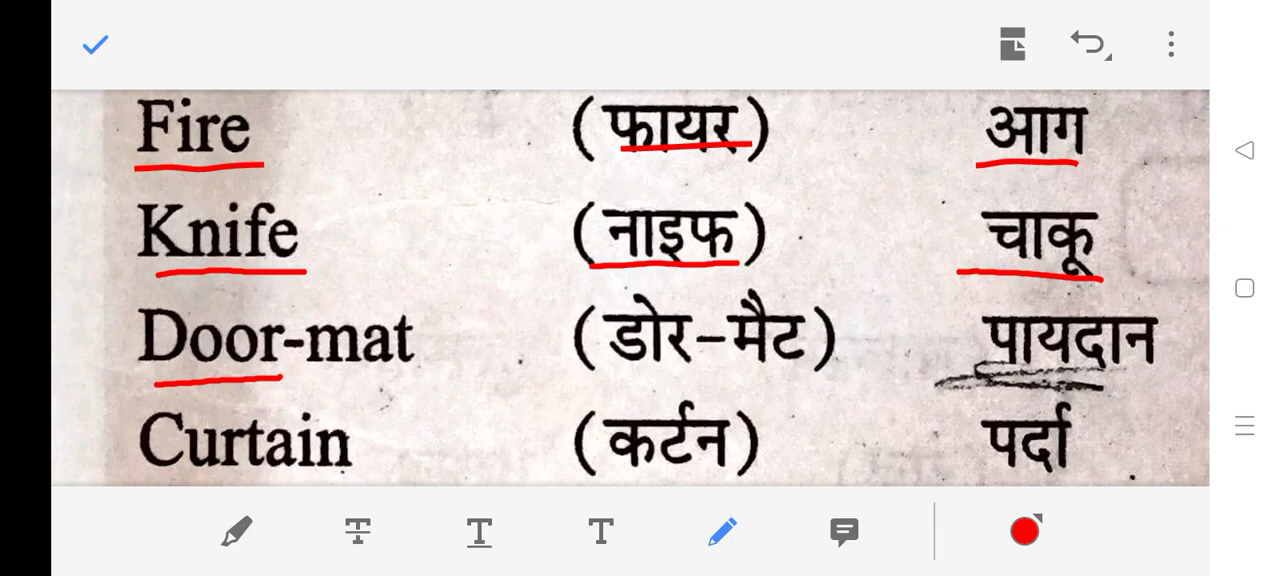 Fire (फायर) आग
Knife (नाइफ) चाकू
Door-mat (डोर-मैट) पायदान
Curtain (कर्टन) पर्दा